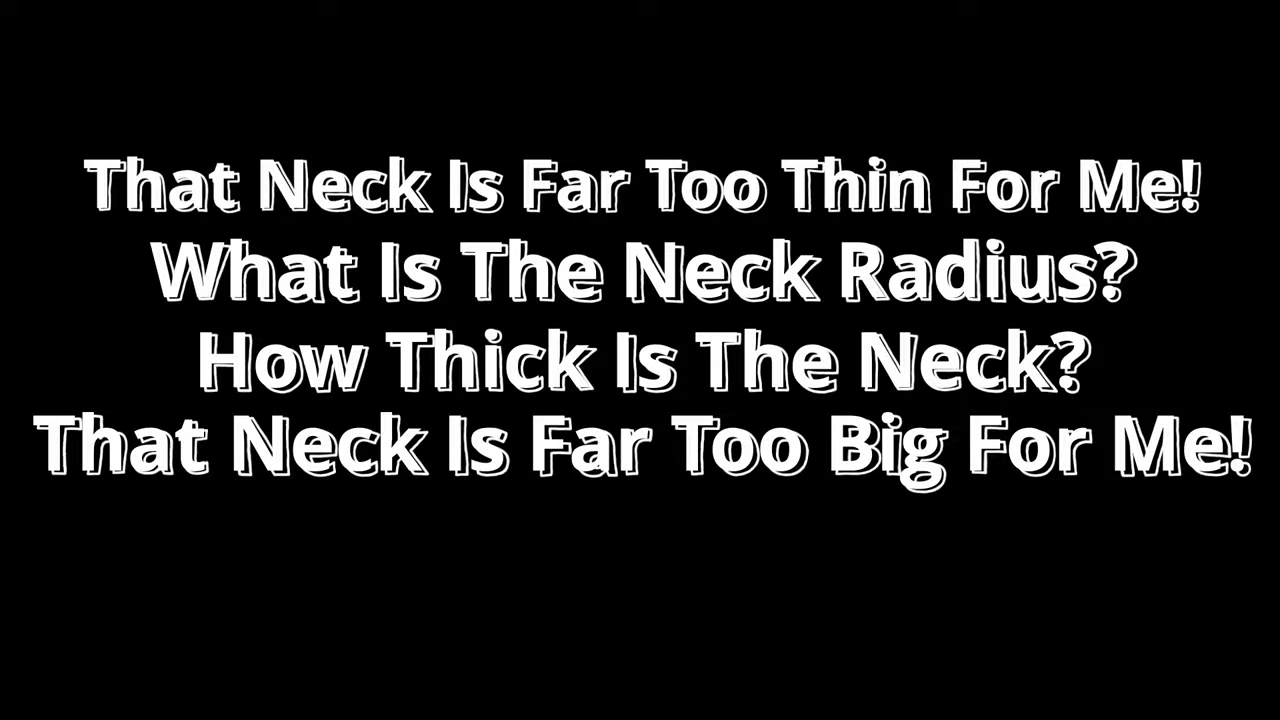 That Neck Is Far Too Thin For Me!
What Is The Neck Radius?
How Thick Is The Neck?
That Neck Is Far Too Big For Me!